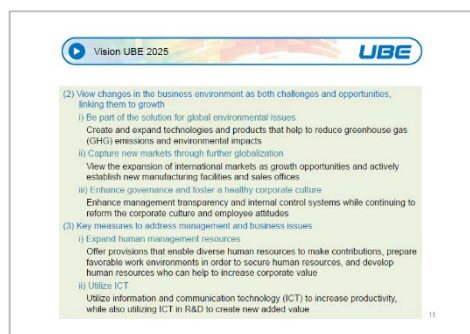 Vision UBE 2025
UBE
(2) View changes in the business environment as both challenges and opportunities,
linking them to growth
i) Be part of the solution for global environmental issues
Create and expand technologies and products that help to reduce greenhouse gas
(GHG) emissions and environmental impacts
ii) Capture new markets through further globalization
View the expansion of international markets as growth opportunities and actively
establish new manufacturing facilities and sales offices
iii) Enhance governance and foster a healthy corporate culture
Enhance management transparency and internal control systems while continuing to
reform the corporate culture and employee attitudes
(3) Key measures to address management and business issues
i) Expand human management resources
Offer provisions that enable diverse human resources to make contributions, prepare
favorable work environments in order to secure human resources, and develop
human resources who can help to increase corporate value
ii) Utilize ICT
Utilize information and communication technology (ICT) to increase productivity,
while also utilizing ICT in R&D to create new added value